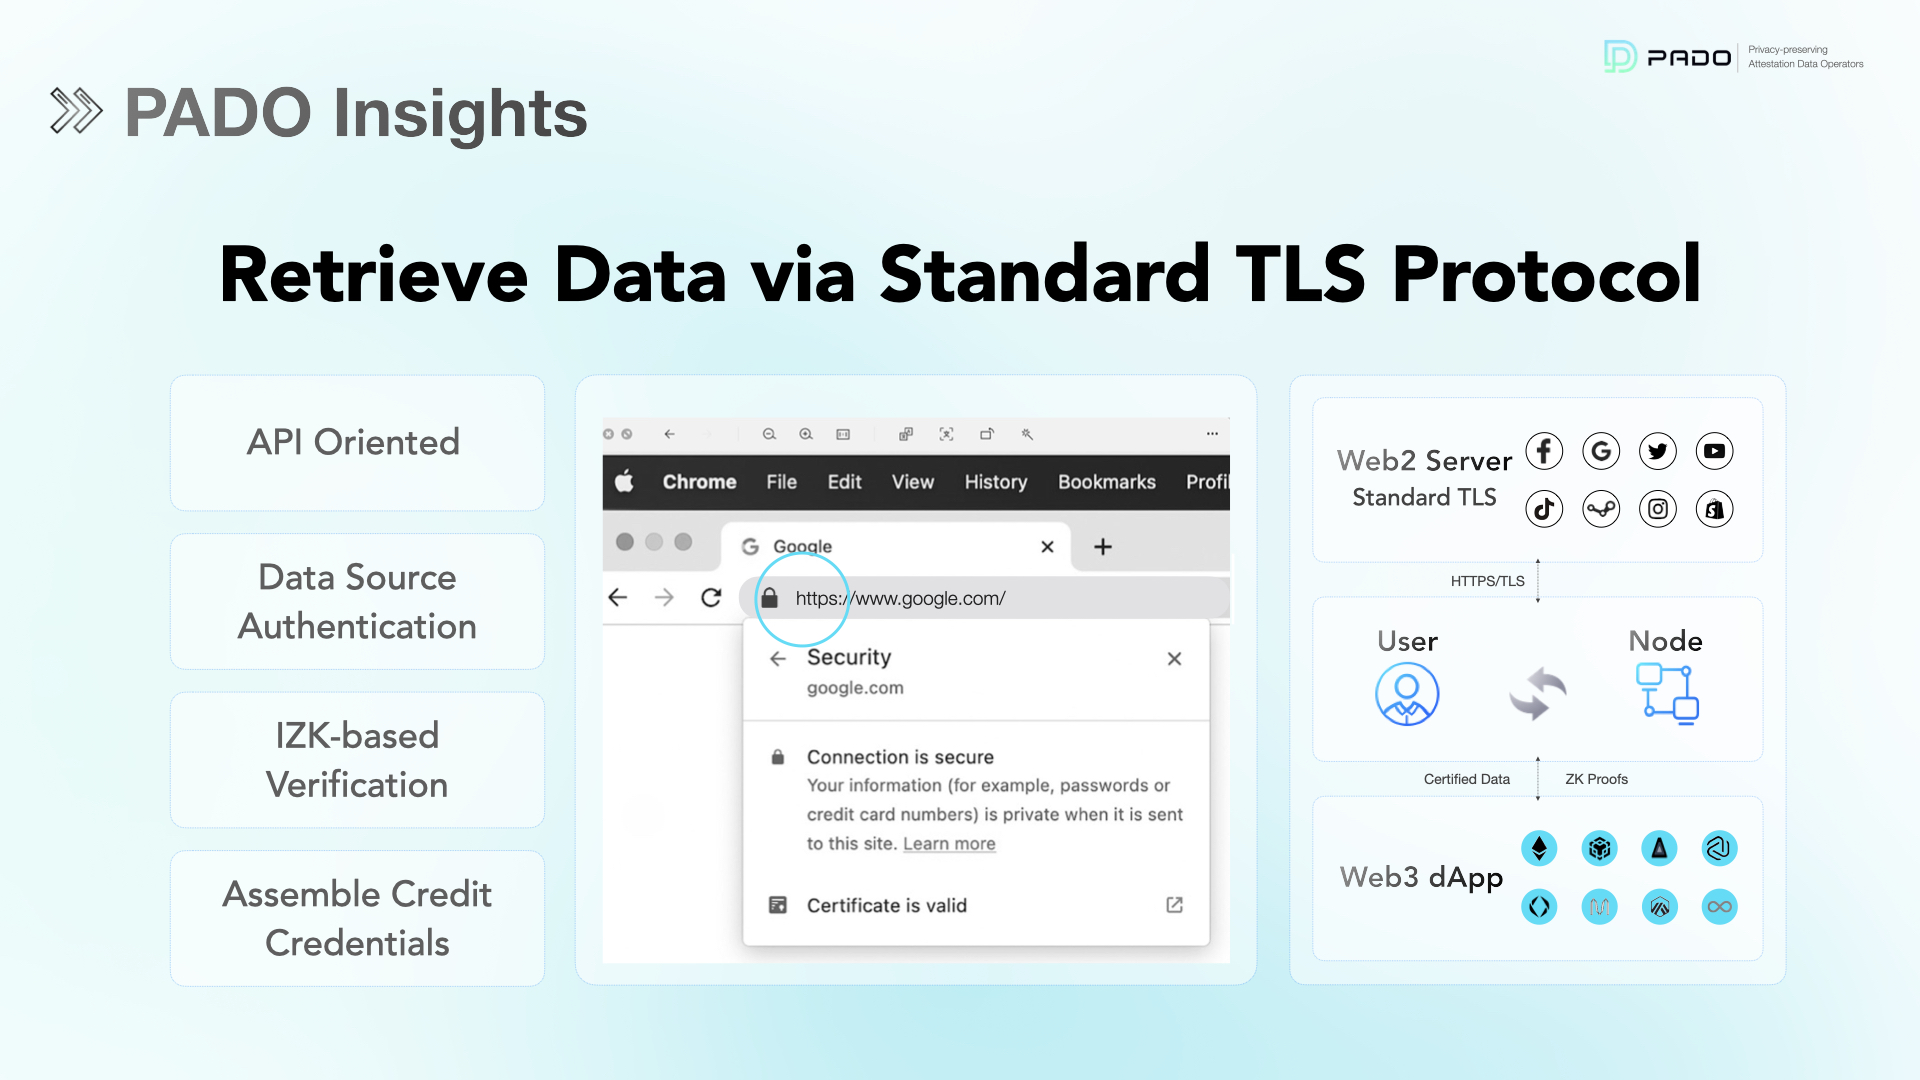 PADO
Privacy-preserving
Attestation Data Operators
PADO Insights
Retrieve Data via Standard TLS Protocol
API Oriented
Data Source
Authentication
IZK-based
Verification
Assemble Credit
Credentials
Chrome File Edit View History Bookmarks Profil
Google
https://www.google.com/
Security
google.com
Connection is secure
Your information (for example, passwords or
credit card numbers) is private when it is sent
to this site. Learn more
Certificate is valid
Web2 Server
Standard TLS
HTTPS/TLS
User
Node
Certified Data
ZK Proofs
Web3 dApp